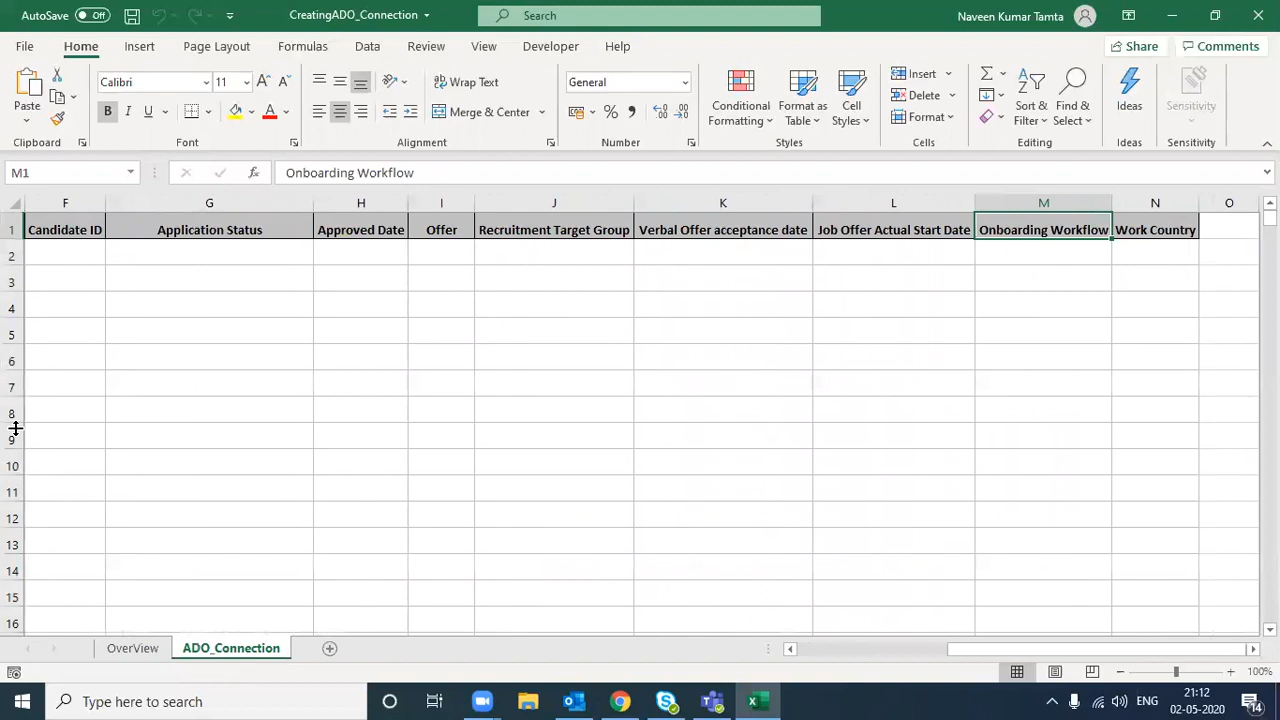 AutoSave Off CreatingADO_Connection Search Naveen Kumar Tamta
File Home Insert Page Layout Formulas Data Review View Developer Help Share Comments
Paste Calibri 11 B I U A Wrap Text Merge & Center General % , Conditional Formatting Format as Table Cell Styles Insert Delete Format Sort & Filter Find & Select Ideas Sensitivity
Clipboard Font Alignment Number Styles Cells Editing Ideas Sensitivity
M1 fx Onboarding Workflow
F G H I J K L M N O
1 Candidate ID Application Status Approved Date Offer Recruitment Target Group Verbal Offer acceptance date Job Offer Actual Start Date Onboarding Workflow Work Country
2
3
4
5
6
7
8
9
10
11
12
13
14
15
16
OverView ADO_Connection
100%
Type here to search ENG 21:12
02-05-2020 14